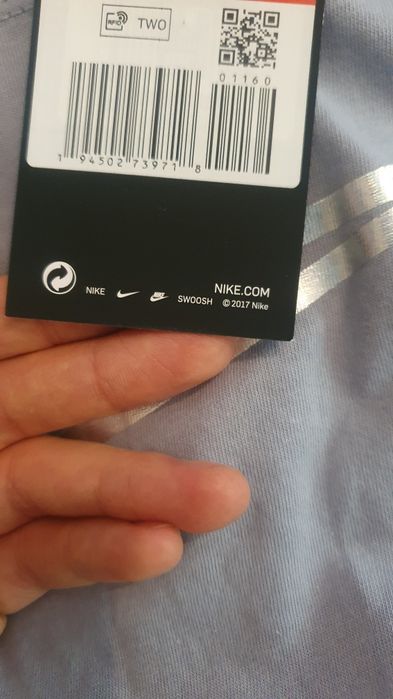 RFID TWO
01160
1 94502 73971 8
NIKE SWOOSH NIKE.COM
©2017 Nike